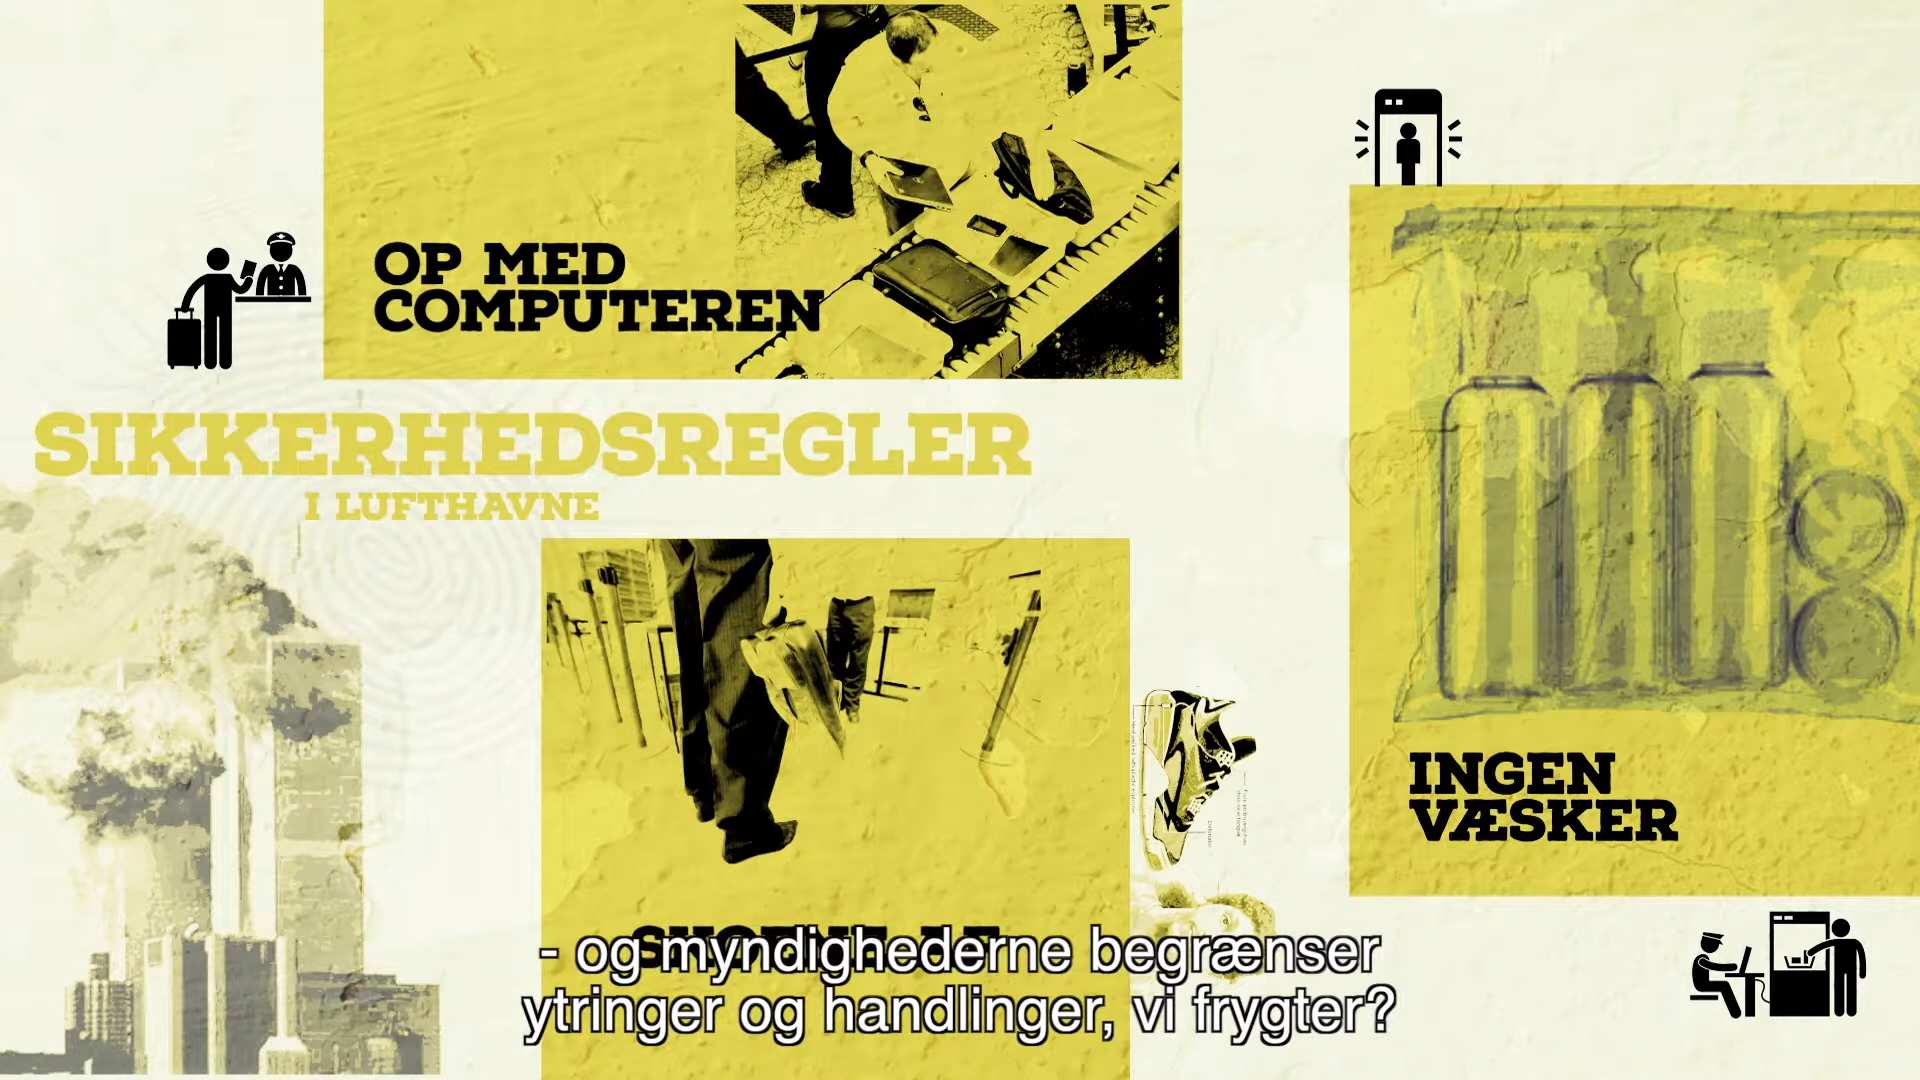 OP MED
COMPUTEREN
SIKKERHEDSREGLER
I LUFTHAVNE
INGEN
VÆSKER
- og myndighederne begrænser
ytringer og handlinger, vi frygter?